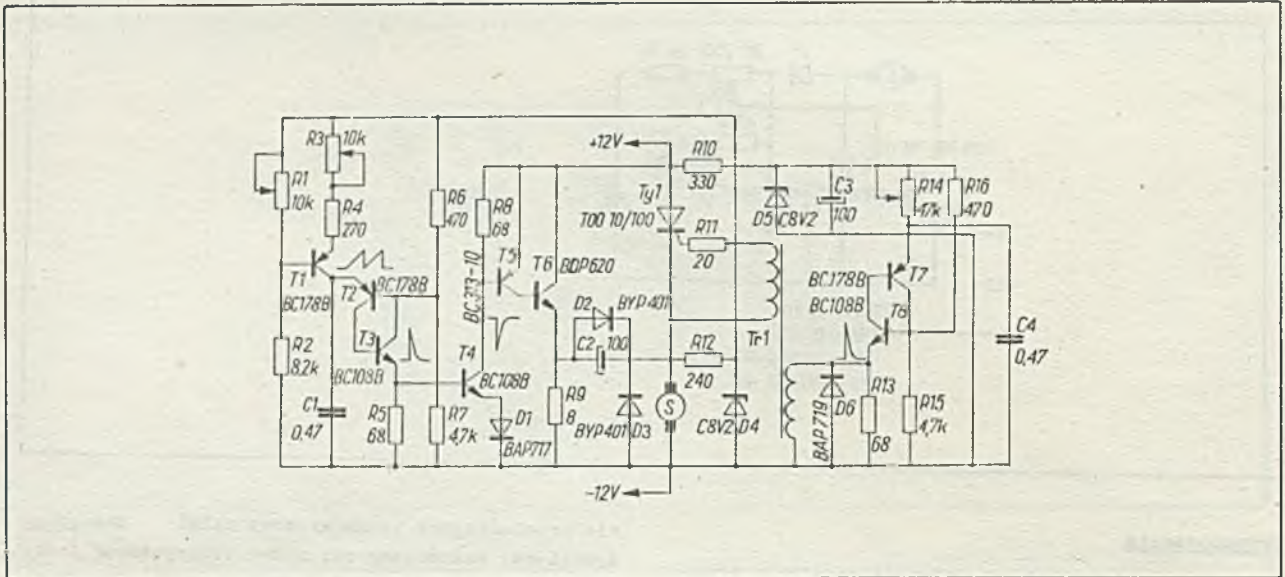 R3 10k
R1 10k
R4 270
T1 BC178B
T2 BC178B
T3 BC108B
R2 8,2k
C1 0,47
R5 68
R6 470
R7 4,7k
R8 68
T4 BC108B
D1 BAP717
BC313-10 T5
T6 BDP620
D2 BYP401
C2 100
R9 8
BYP401 D3
+12V
R10 330
Ty1 T00 10/100
R11 20
R12 240
S
C8V2 D4
-12V
Tr1
D5 C8V2
C3 100
R14 47k
R16 470
T7 BC178B
BC108B T8
BAP719 D6
R13 68
R15 4,7k
C4 0,47